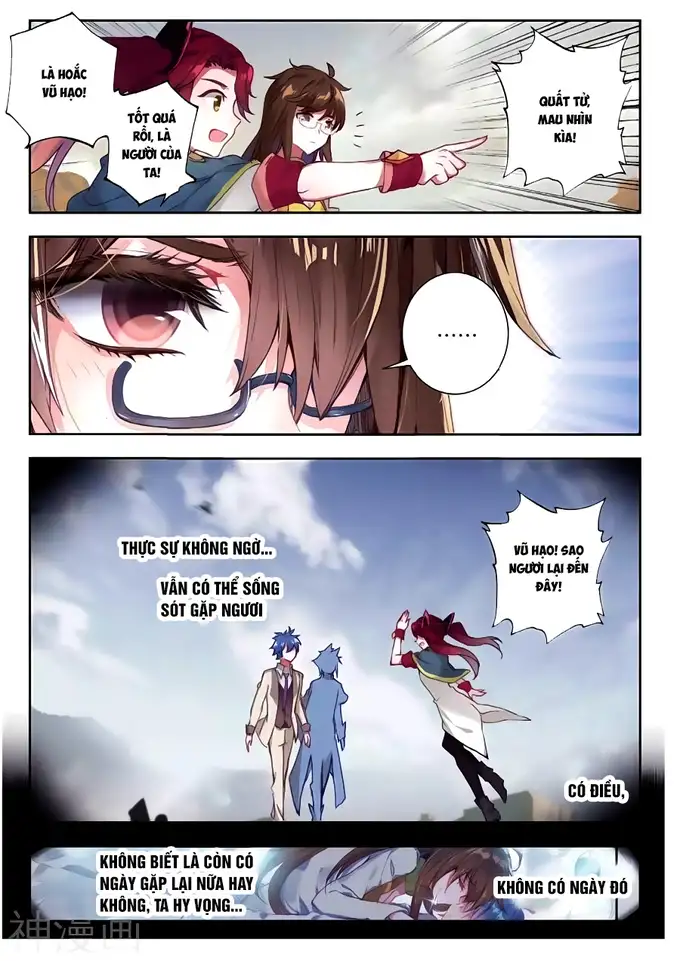 LÀ HOẮC
VŨ HẠO!
TỐT QUÁ
RỒI, LÀ
NGƯỜI CỦA
TA!
QUẤT TỬ,
MAU NHÌN
KÌA!
......
THỰC SỰ KHÔNG NGỜ...
VẪN CÓ THỂ SỐNG
SÓT GẶP NGƯƠI
VŨ HẠO! SAO
NGƯƠI LẠI ĐẾN
ĐÂY!
CÓ ĐIỀU,
KHÔNG BIẾT LÀ CÒN CÓ
NGÀY GẶP LẠI NỮA HAY
KHÔNG, TA HY VỌNG...
KHÔNG CÓ NGÀY ĐÓ
神漫画